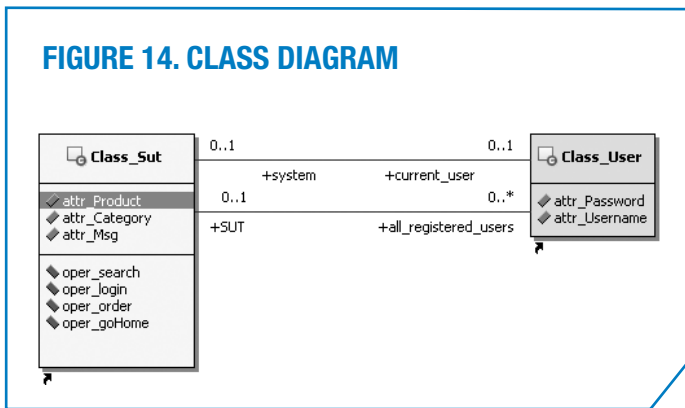 FIGURE 14. CLASS DIAGRAM
Class_Sut
attr_Product
attr_Category
attr_Msg
oper_search
oper_login
oper_order
oper_goHome
0..1
0..1
+system
+current_user
0..1
0..*
+SUT
+all_registered_users
Class_User
attr_Password
attr_Username